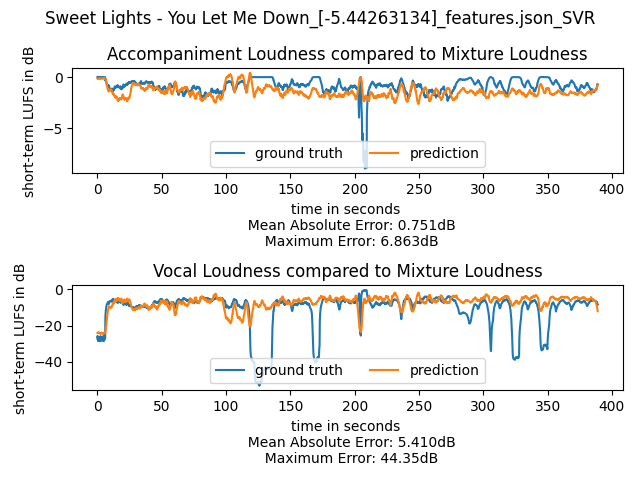 Sweet Lights - You Let Me Down_[-5.44263134]_features.json_SVR
Accompaniment Loudness compared to Mixture Loudness
short-term LUFS in dB
0
−5
ground truth
prediction
0 50 100 150 200 250 300 350 400
time in seconds
Mean Absolute Error: 0.751dB
Maximum Error: 6.863dB
Vocal Loudness compared to Mixture Loudness
short-term LUFS in dB
0
−20
−40
ground truth
prediction
0 50 100 150 200 250 300 350 400
time in seconds
Mean Absolute Error: 5.410dB
Maximum Error: 44.35dB